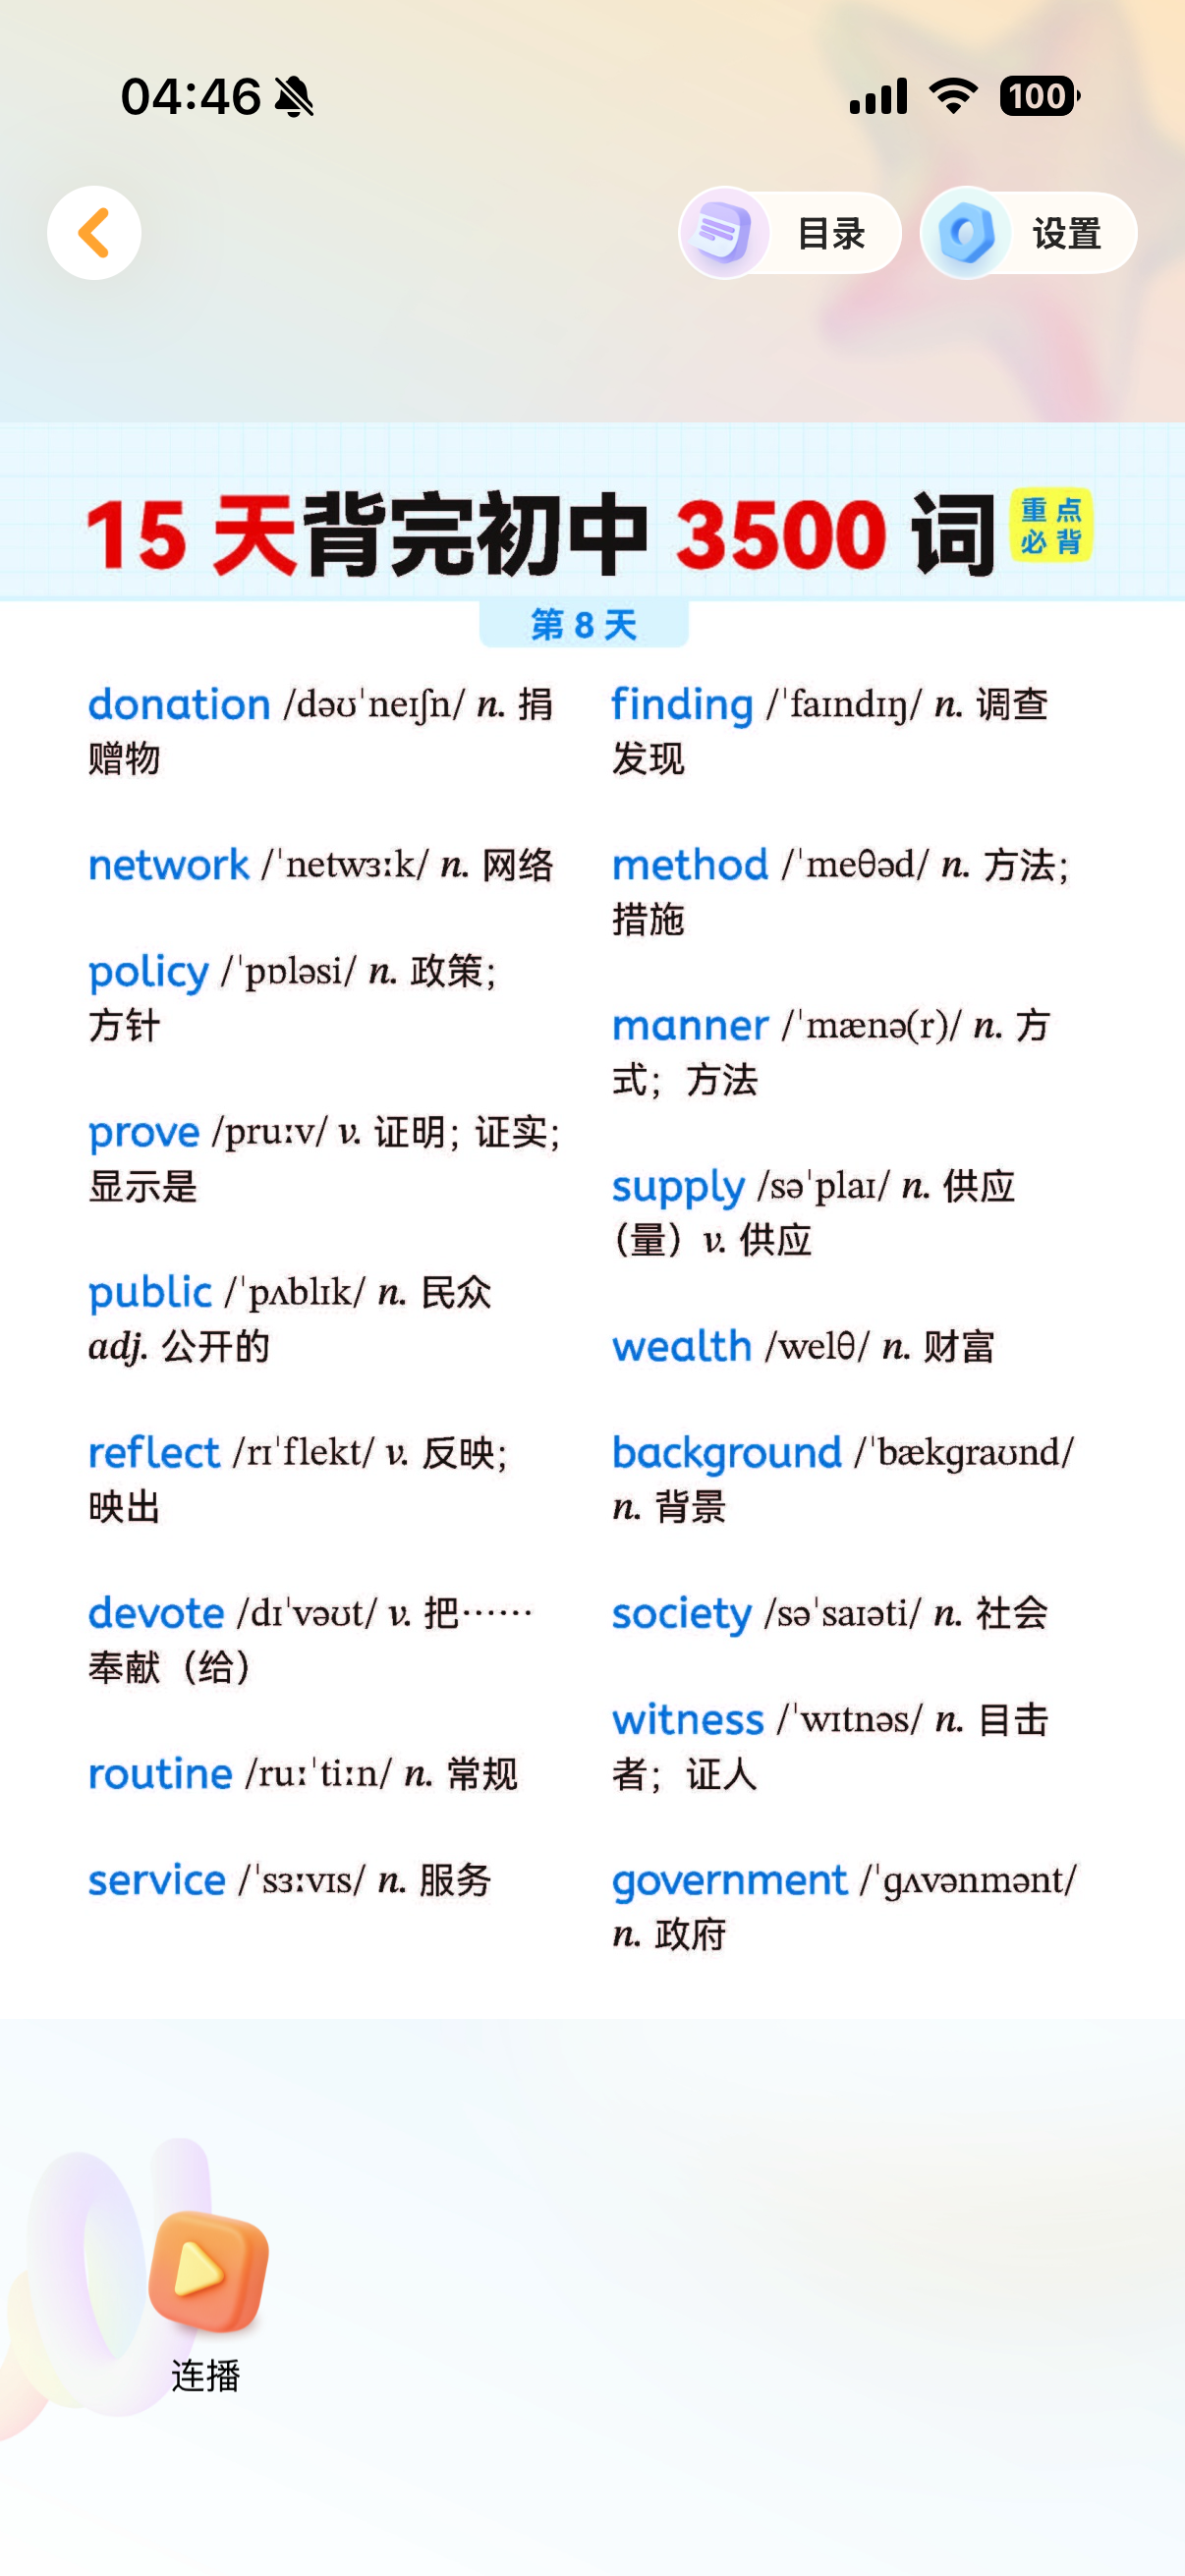 04:46
100
目录
设置
15 天背完初中 3500 词
重点
必背
第 8 天
donation /dəʊˈneɪʃn/ n. 捐
赠物
network /ˈnetwɜːk/ n. 网络
policy /ˈpɒləsi/ n. 政策；
方针
prove /pruːv/ v. 证明；证实；
显示是
public /ˈpʌblɪk/ n. 民众
adj. 公开的
reflect /rɪˈflekt/ v. 反映；
映出
devote /dɪˈvəʊt/ v. 把……
奉献（给）
routine /ruːˈtiːn/ n. 常规
service /ˈsɜːvɪs/ n. 服务
finding /ˈfaɪndɪŋ/ n. 调查
发现
method /ˈmeθəd/ n. 方法；
措施
manner /ˈmænə(r)/ n. 方
式；方法
supply /səˈplaɪ/ n. 供应
（量）v. 供应
wealth /welθ/ n. 财富
background /ˈbækɡraʊnd/
n. 背景
society /səˈsaɪəti/ n. 社会
witness /ˈwɪtnəs/ n. 目击
者；证人
government /ˈɡʌvənmənt/
n. 政府
连播